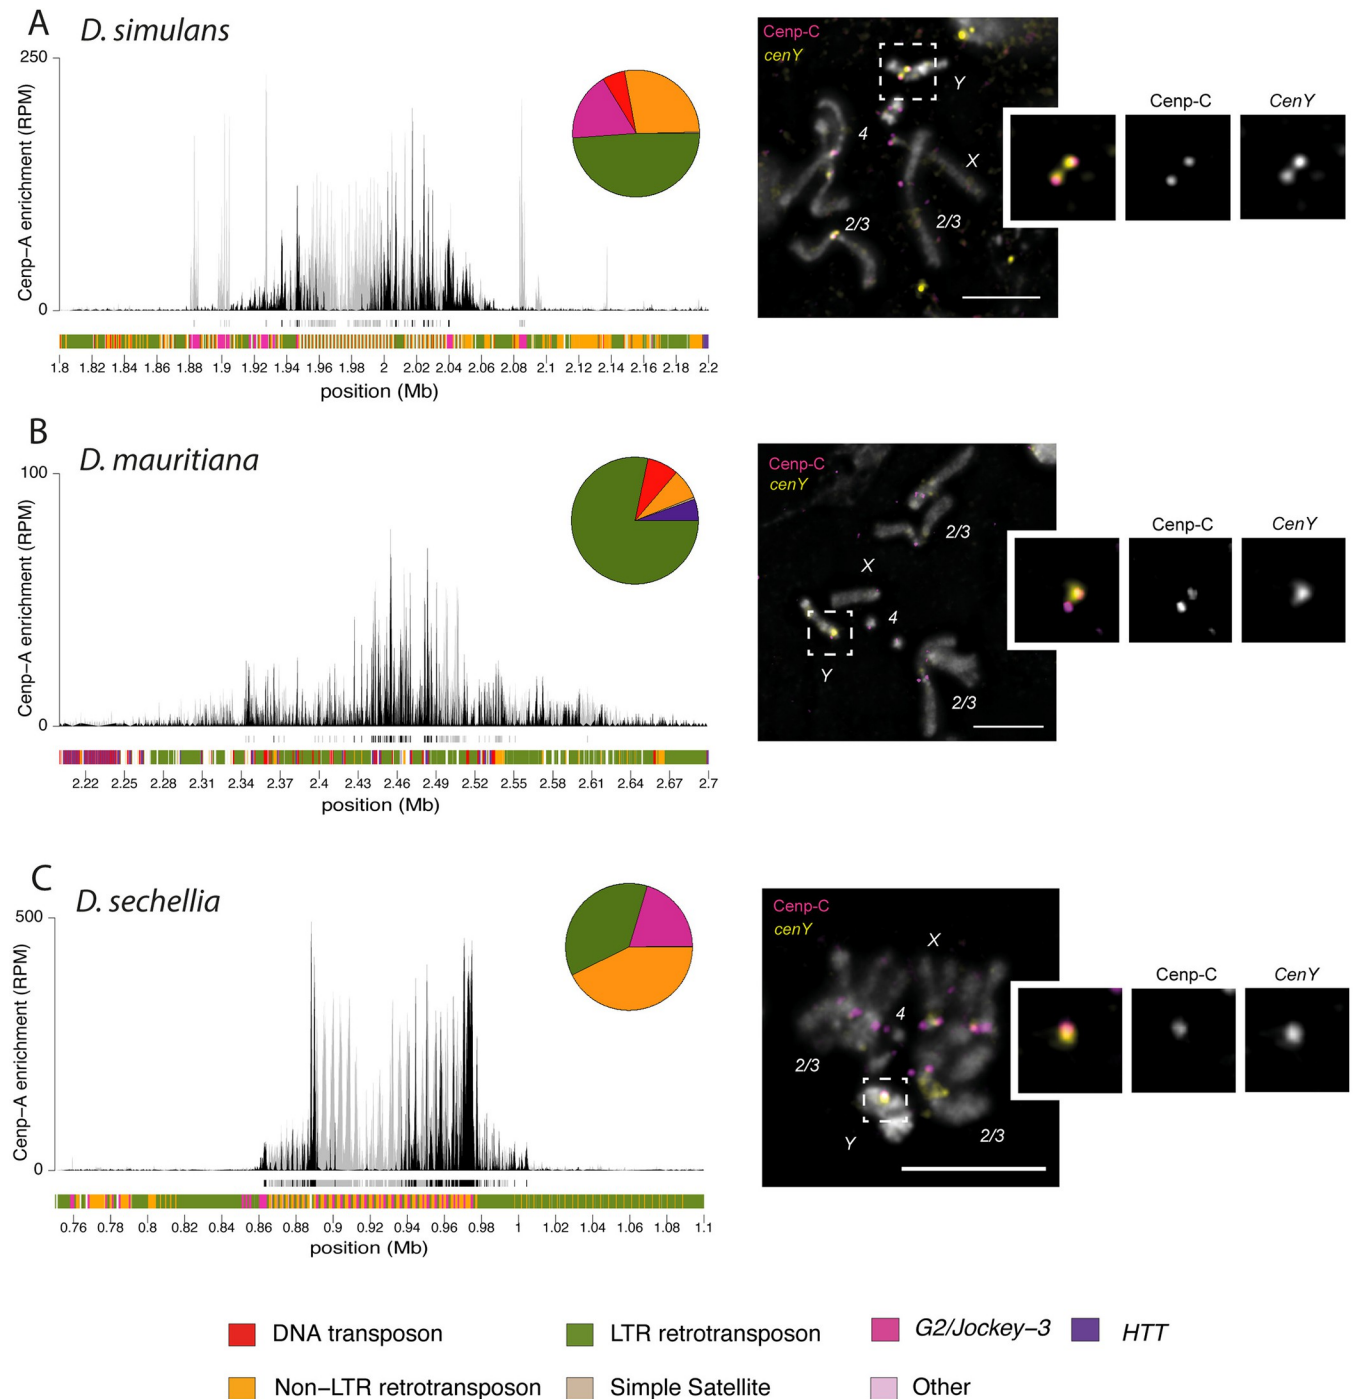 A
D. simulans
250
Cenp–A enrichment (RPM)
0
1.8 1.82 1.84 1.86 1.88 1.9 1.92 1.94 1.96 1.98 2 2.02 2.04 2.06 2.08 2.1 2.12 2.14 2.16 2.18 2.2
position (Mb)
Cenp-C
cenY
Y
4
X
2/3
2/3
Cenp-C
CenY
B
D. mauritiana
100
Cenp–A enrichment (RPM)
0
2.22 2.25 2.28 2.31 2.34 2.37 2.4 2.43 2.46 2.49 2.52 2.55 2.58 2.61 2.64 2.67 2.7
position (Mb)
Cenp-C
cenY
2/3
X
4
Y
2/3
Cenp-C
CenY
C
D. sechellia
500
Cenp–A enrichment (RPM)
0
0.76 0.78 0.8 0.82 0.84 0.86 0.88 0.9 0.92 0.94 0.96 0.98 1 1.02 1.04 1.06 1.08 1.1
position (Mb)
Cenp-C
cenY
X
4
2/3
Y
2/3
Cenp-C
CenY
DNA transposon
LTR retrotransposon
G2/Jockey–3
HTT
Non–LTR retrotransposon
Simple Satellite
Other